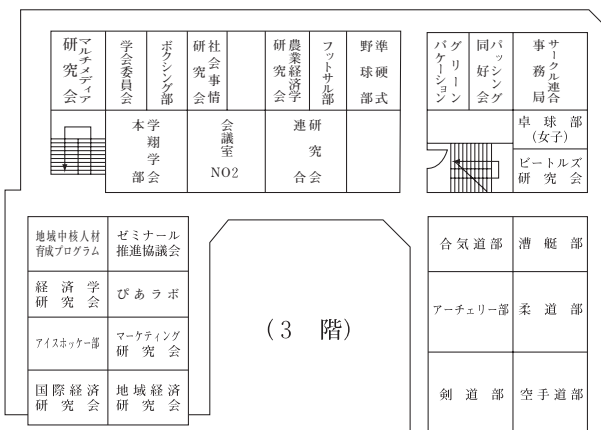 マルチメディア
研究会
学会委員会
ボクシング部
社会事情
研究会
農業経済学
研究会
フットサル部
準硬式
野球部
グリーン
バケーション
パッシング
同好会
サークル連合
事務局
学翔学会
本部
会議室
NO2
研究会
連合
卓球部
(女子)
ビートルズ
研究会
地域中核人材
育成プログラム
ゼミナール
推進協議会
経済学
研究会
ぴあラボ
アイスホッケー部
マーケティング
研究会
国際経済
研究会
地域経済
研究会
(3 階)
合気道部
漕艇部
アーチェリー部
柔道部
剣道部
空手道部